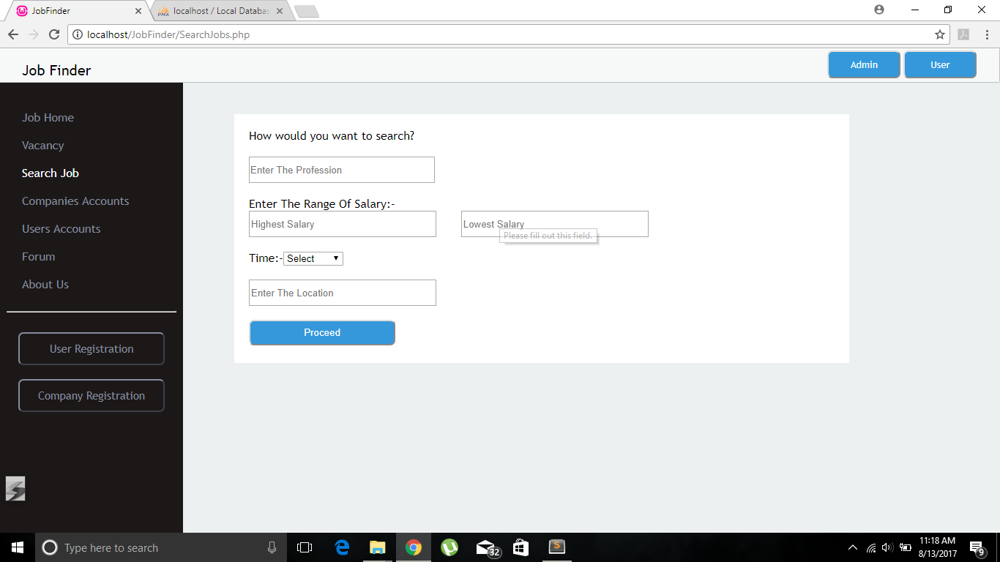 JobFinder
localhost / Local Databas
localhost/JobFinder/SearchJobs.php
Job Finder
Admin
User
Job Home
Vacancy
Search Job
Companies Accounts
Users Accounts
Forum
About Us
User Registration
Company Registration
How would you want to search?
Enter The Profession
Enter The Range Of Salary:-
Highest Salary
Lowest Salary
Please fill out this field.
Time:- Select
Enter The Location
Proceed
Type here to search
32
S
11:18 AM
8/13/2017
9